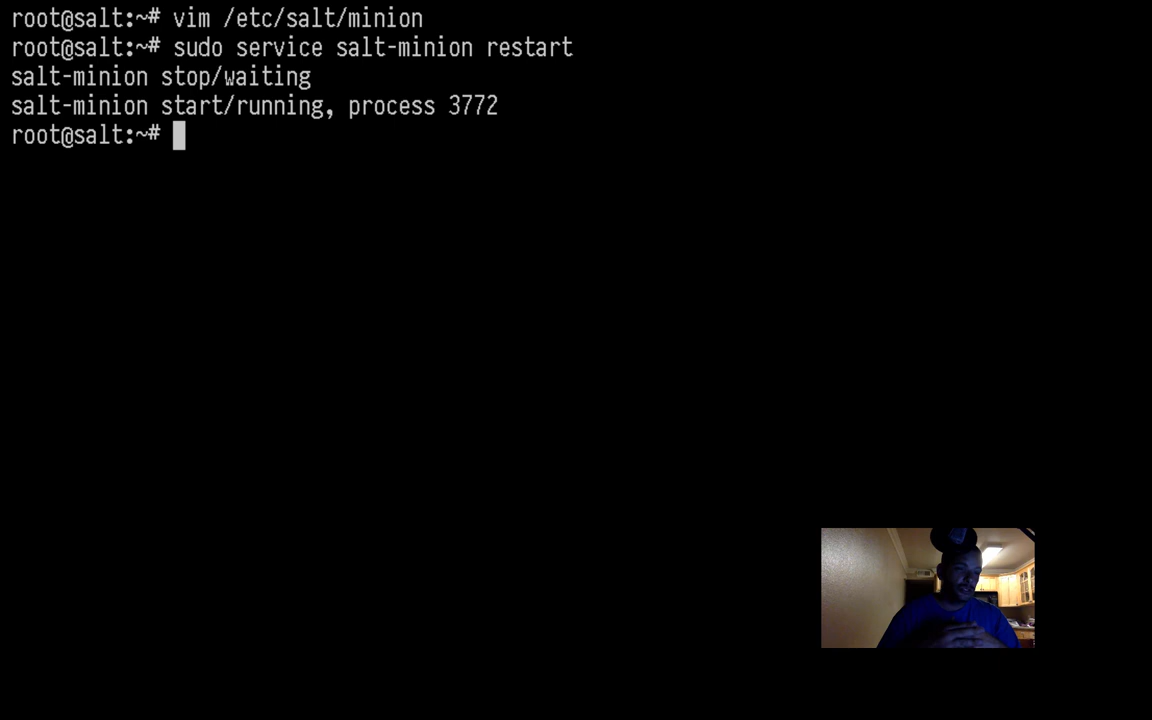 root@salt:~# vim /etc/salt/minion
root@salt:~# sudo service salt-minion restart
salt-minion stop/waiting
salt-minion start/running, process 3772
root@salt:~#